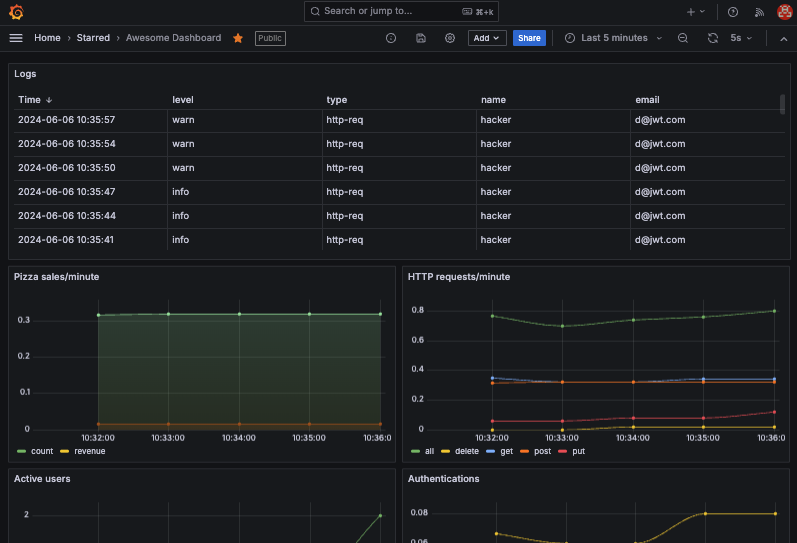 Search or jump to... ⌘+k
Home › Starred › Awesome Dashboard Public Add Share Last 5 minutes 5s
Logs
Time ↓ level type name email
2024-06-06 10:35:57 warn http-req hacker d@jwt.com
2024-06-06 10:35:54 warn http-req hacker d@jwt.com
2024-06-06 10:35:50 warn http-req hacker d@jwt.com
2024-06-06 10:35:47 info http-req hacker d@jwt.com
2024-06-06 10:35:44 info http-req hacker d@jwt.com
2024-06-06 10:35:41 info http-req hacker d@jwt.com
Pizza sales/minute
0.3
0.2
0.1
0
10:32:00 10:33:00 10:34:00 10:35:00 10:36:0
count revenue
HTTP requests/minute
0.8
0.6
0.4
0.2
0
10:32:00 10:33:00 10:34:00 10:35:00 10:36:0
all delete get post put
Active users
2
Authentications
0.08
0.06